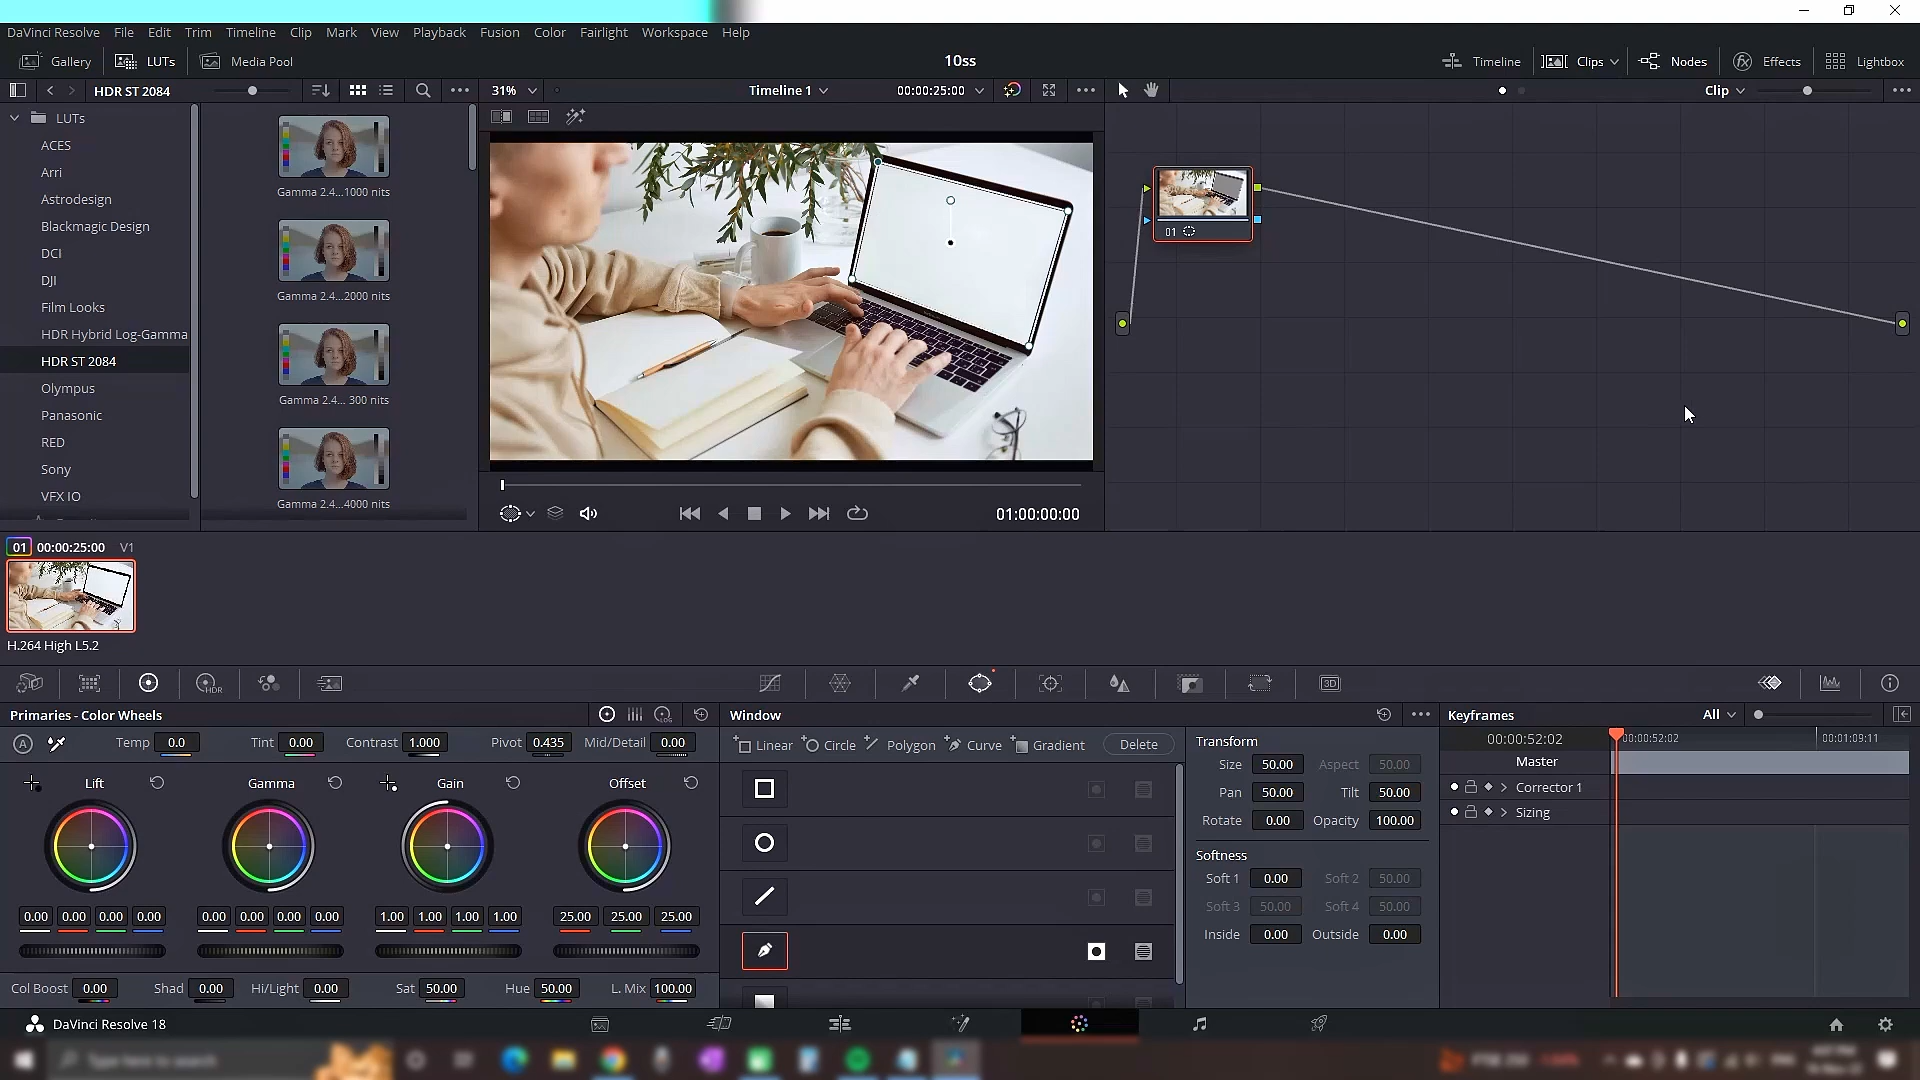 DaVinci Resolve File Edit Trim Timeline Clip Mark View Playback Fusion Color Fairlight Workspace Help
Gallery LUTs Media Pool 10ss Timeline Clips Nodes Effects Lightbox
HDR ST 2084 31% Timeline 1 00:00:25:00 Clip
LUTs
ACES
Arri
Astrodesign
Blackmagic Design
DCI
DJI
Film Looks
HDR Hybrid Log-Gamma
HDR ST 2084
Olympus
Panasonic
RED
Sony
VFX IO
Gamma 2.4...1000 nits
Gamma 2.4...2000 nits
Gamma 2.4... 300 nits
Gamma 2.4...4000 nits
01:00:00:00
01
01 00:00:25:00 V1
H.264 High L5.2
HDR
3D
Primaries - Color Wheels
LOG
A Temp 0.0 Tint 0.00 Contrast 1.000 Pivot 0.435 Mid/Detail 0.00
Lift Gamma Gain Offset
0.00 0.00 0.00 0.00 0.00 0.00 0.00 0.00 1.00 1.00 1.00 1.00 25.00 25.00 25.00
Col Boost 0.00 Shad 0.00 Hi/Light 0.00 Sat 50.00 Hue 50.00 L. Mix 100.00
Window
Linear Circle Polygon Curve Gradient Delete
Transform
Size 50.00 Aspect 50.00
Pan 50.00 Tilt 50.00
Rotate 0.00 Opacity 100.00
Softness
Soft 1 0.00 Soft 2 50.00
Soft 3 50.00 Soft 4 50.00
Inside 0.00 Outside 0.00
Keyframes All
00:00:52:02 00:00:52:02 00:01:09:11
Master
Corrector 1
Sizing
DaVinci Resolve 18
Type here to search